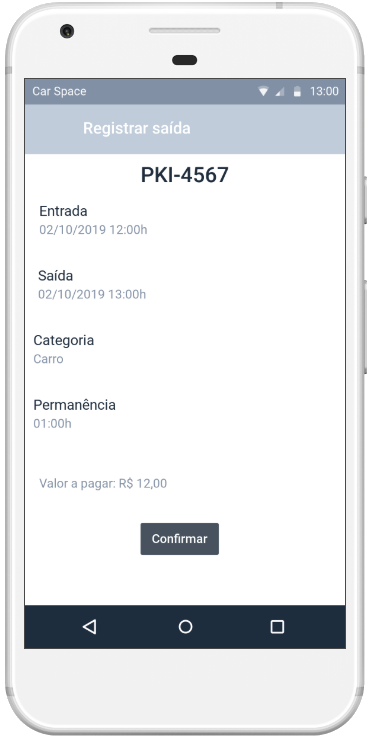 Car Space 13:00
Registrar saída
PKI-4567
Entrada
02/10/2019 12:00h
Saída
02/10/2019 13:00h
Categoria
Carro
Permanência
01:00h
Valor a pagar: R$ 12,00
Confirmar